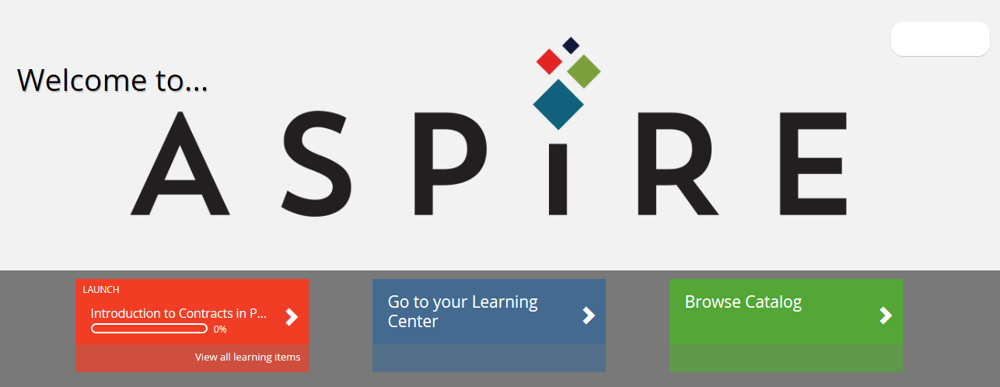 Welcome to...
ASPiRE
LAUNCH
Introduction to Contracts in P...
0%
View all learning items
Go to your Learning
Center
Browse Catalog